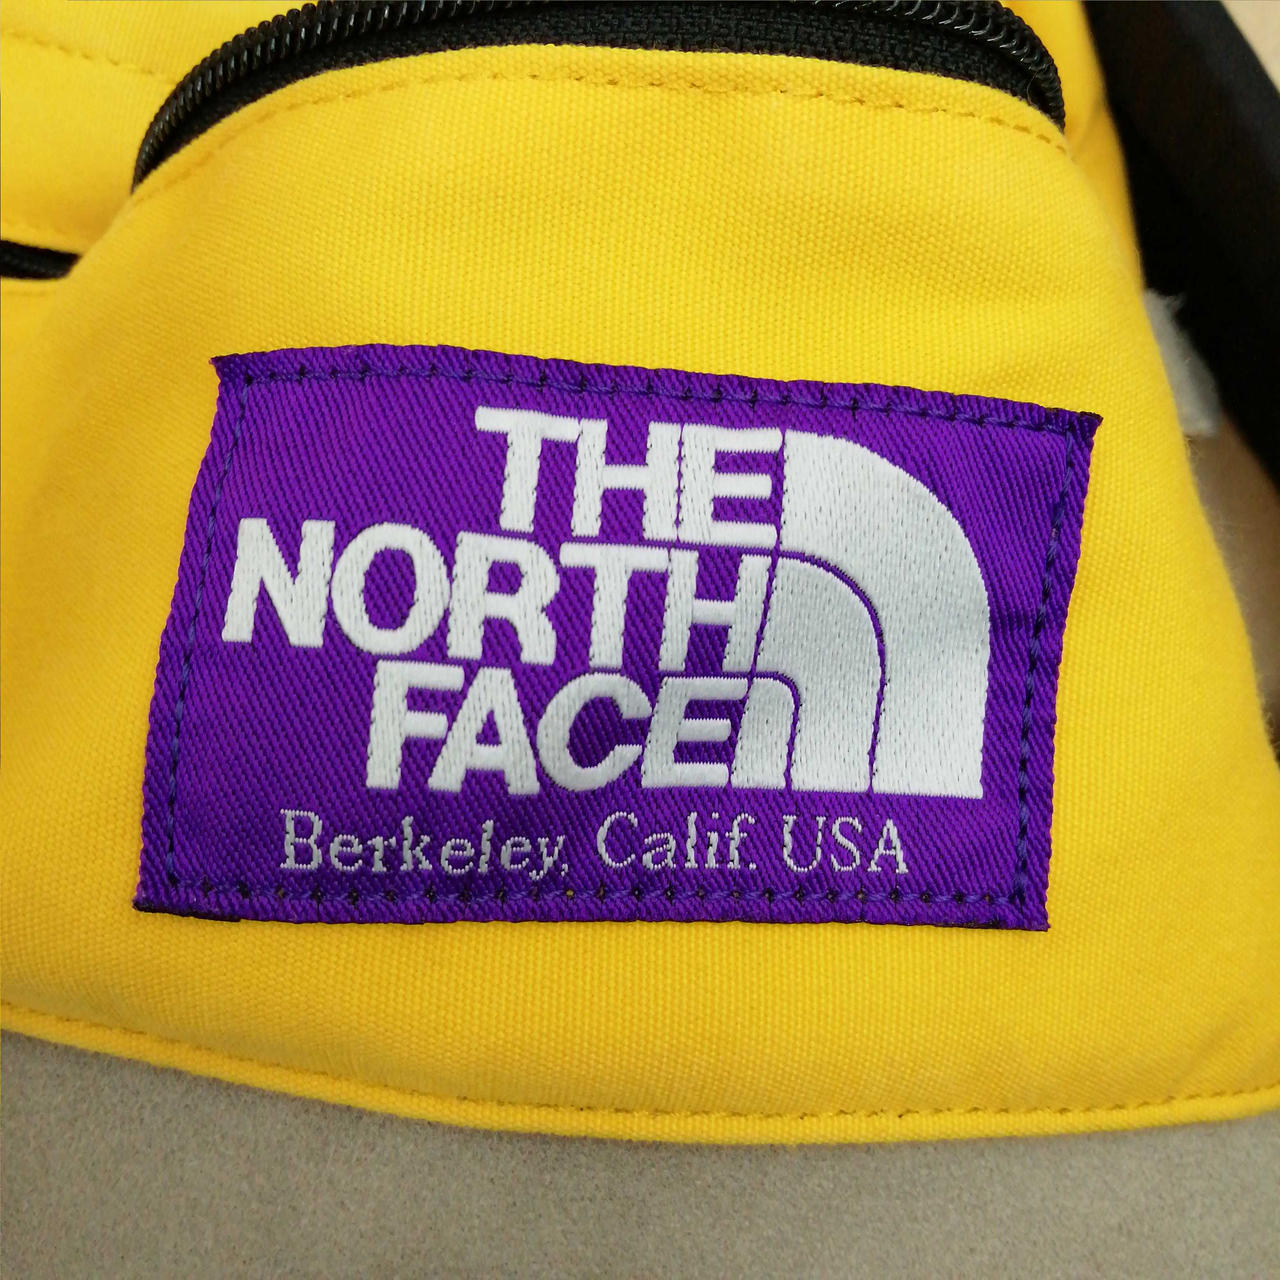 THE
NORTH
FACE
Berkeley, Calif. USA